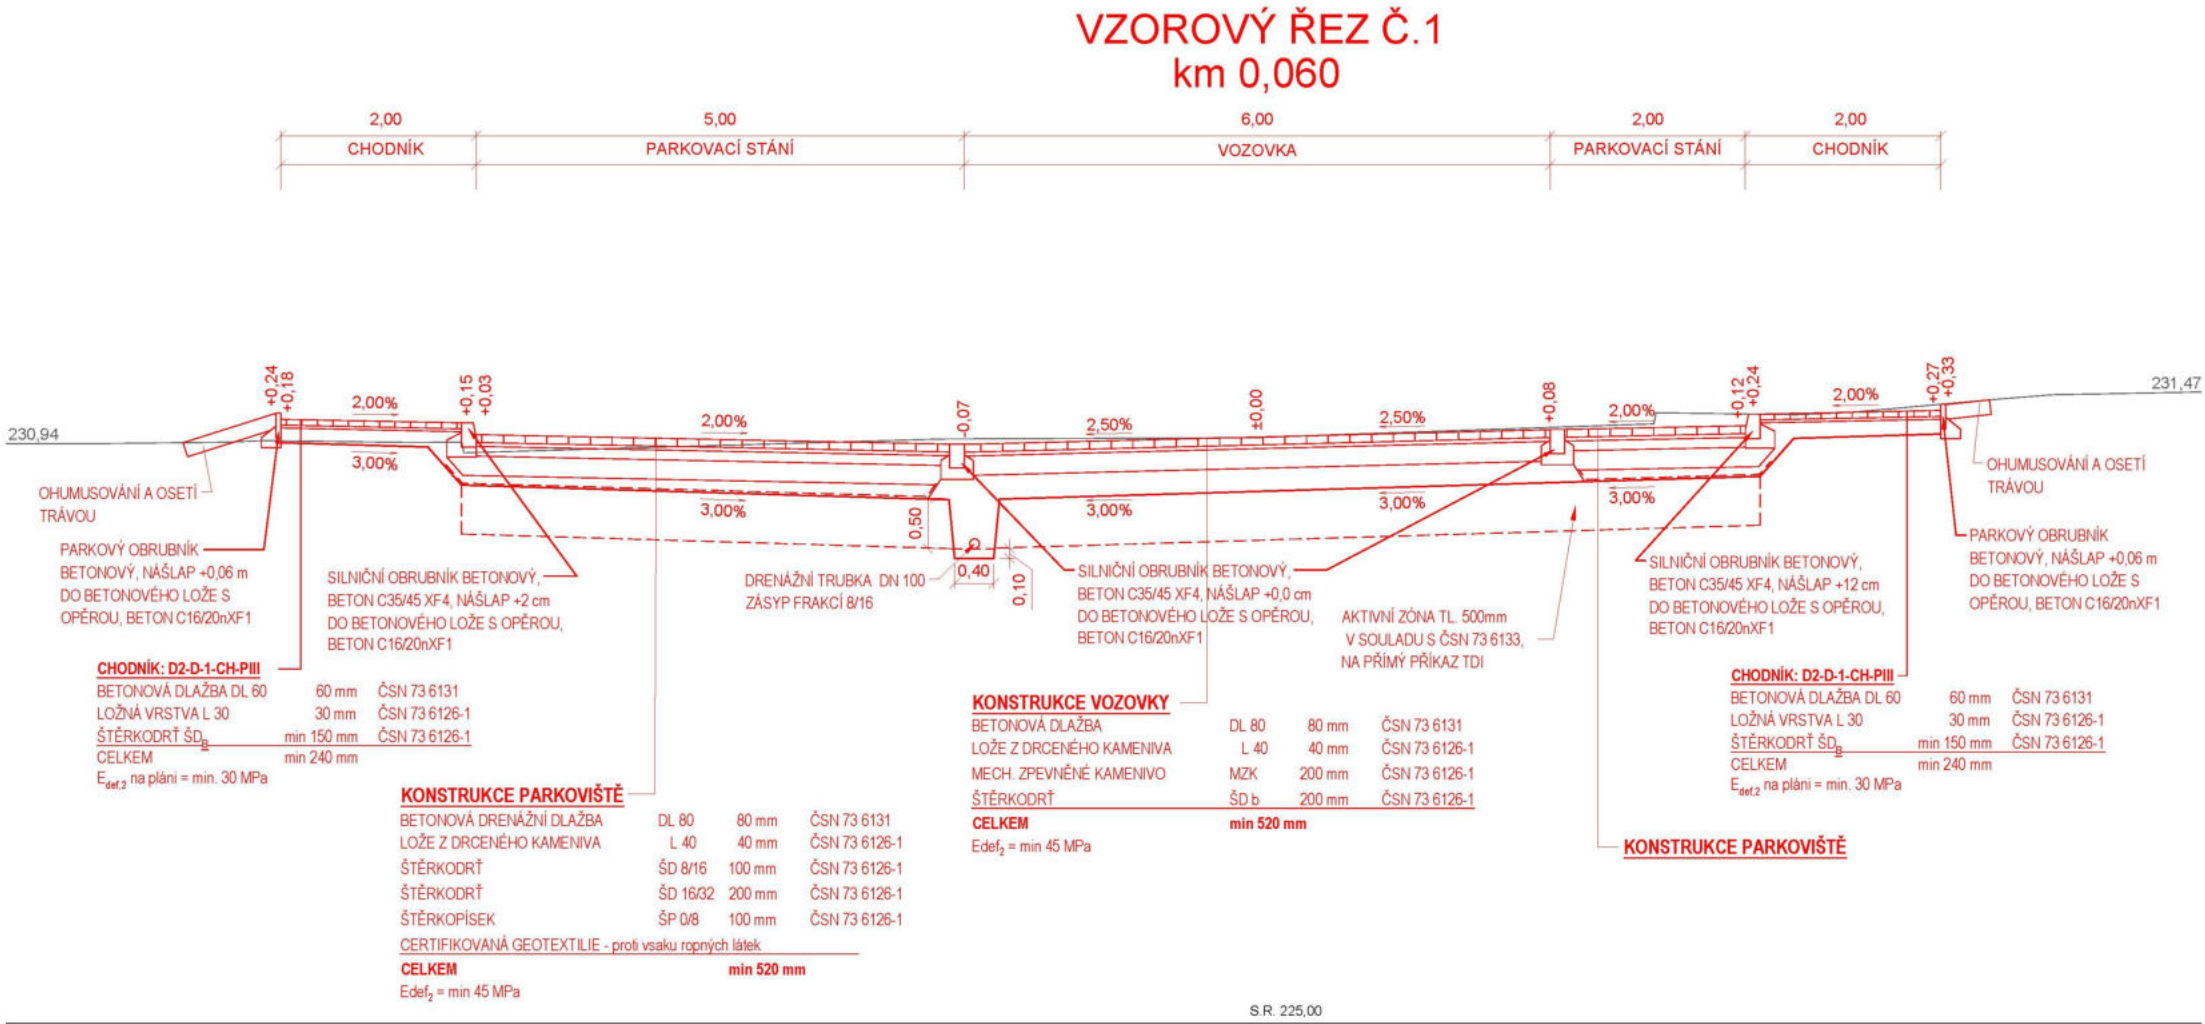 VZOROVÝ ŘEZ Č.1
km 0,060
2,00
5,00
6,00
2,00
2,00
CHODNÍK
PARKOVACÍ STÁNÍ
VOZOVKA
PARKOVACÍ STÁNÍ
CHODNÍK
+0,24
+0,18
+0,15
+0,03
-0,07
±0,00
+0,08
+0,12
+0,24
+0,27
+0,33
230,94
231,47
2,00%
2,00%
2,50%
2,50%
2,00%
2,00%
3,00%
3,00%
3,00%
3,00%
3,00%
0,50
0,40
0,10
OHUMUSOVÁNÍ A OSETÍ
TRÁVOU
PARKOVÝ OBRUBNÍK
BETONOVÝ, NÁŠLAP +0,06 m
DO BETONOVÉHO LOŽE S
OPĚROU, BETON C16/20nXF1
SILNIČNÍ OBRUBNÍK BETONOVÝ,
BETON C35/45 XF4, NÁŠLAP +2 cm
DO BETONOVÉHO LOŽE S OPĚROU,
BETON C16/20nXF1
DRENÁŽNÍ TRUBKA DN 100
ZÁSYP FRAKCÍ 8/16
SILNIČNÍ OBRUBNÍK BETONOVÝ,
BETON C35/45 XF4, NÁŠLAP +0,0 cm
DO BETONOVÉHO LOŽE S OPĚROU,
BETON C16/20nXF1
AKTIVNÍ ZÓNA TL. 500mm
V SOULADU S ČSN 73 6133,
NA PŘÍMÝ PŘÍKAZ TDI
SILNIČNÍ OBRUBNÍK BETONOVÝ,
BETON C35/45 XF4, NÁŠLAP +12 cm
DO BETONOVÉHO LOŽE S OPĚROU,
BETON C16/20nXF1
OHUMUSOVÁNÍ A OSETÍ
TRÁVOU
PARKOVÝ OBRUBNÍK
BETONOVÝ, NÁŠLAP +0,06 m
DO BETONOVÉHO LOŽE S
OPĚROU, BETON C16/20nXF1
CHODNÍK: D2-D-1-CH-PIII
BETONOVÁ DLAŽBA DL 60 60 mm ČSN 73 6131
LOŽNÁ VRSTVA L 30 30 mm ČSN 73 6126-1
ŠTĚRKODRŤ ŠDB min 150 mm ČSN 73 6126-1
CELKEM min 240 mm
Edef,2 na pláni = min. 30 MPa
KONSTRUKCE PARKOVIŠTĚ
BETONOVÁ DRENÁŽNÍ DLAŽBA DL 80 80 mm ČSN 73 6131
LOŽE Z DRCENÉHO KAMENIVA L 40 40 mm ČSN 73 6126-1
ŠTĚRKODRŤ ŠD 8/16 100 mm ČSN 73 6126-1
ŠTĚRKODRŤ ŠD 16/32 200 mm ČSN 73 6126-1
ŠTĚRKOPÍSEK ŠP 0/8 100 mm ČSN 73 6126-1
CERTIFIKOVANÁ GEOTEXTILIE - proti vsaku ropných látek
CELKEM min 520 mm
Edef2 = min 45 MPa
KONSTRUKCE VOZOVKY
BETONOVÁ DLAŽBA DL 80 80 mm ČSN 73 6131
LOŽE Z DRCENÉHO KAMENIVA L 40 40 mm ČSN 73 6126-1
MECH. ZPEVNĚNÉ KAMENIVO MZK 200 mm ČSN 73 6126-1
ŠTĚRKODRŤ ŠD b 200 mm ČSN 73 6126-1
CELKEM min 520 mm
Edef2 = min 45 MPa
CHODNÍK: D2-D-1-CH-PIII
BETONOVÁ DLAŽBA DL 60 60 mm ČSN 73 6131
LOŽNÁ VRSTVA L 30 30 mm ČSN 73 6126-1
ŠTĚRKODRŤ ŠDB min 150 mm ČSN 73 6126-1
CELKEM min 240 mm
Edef,2 na pláni = min. 30 MPa
KONSTRUKCE PARKOVIŠTĚ
S.R. 225,00